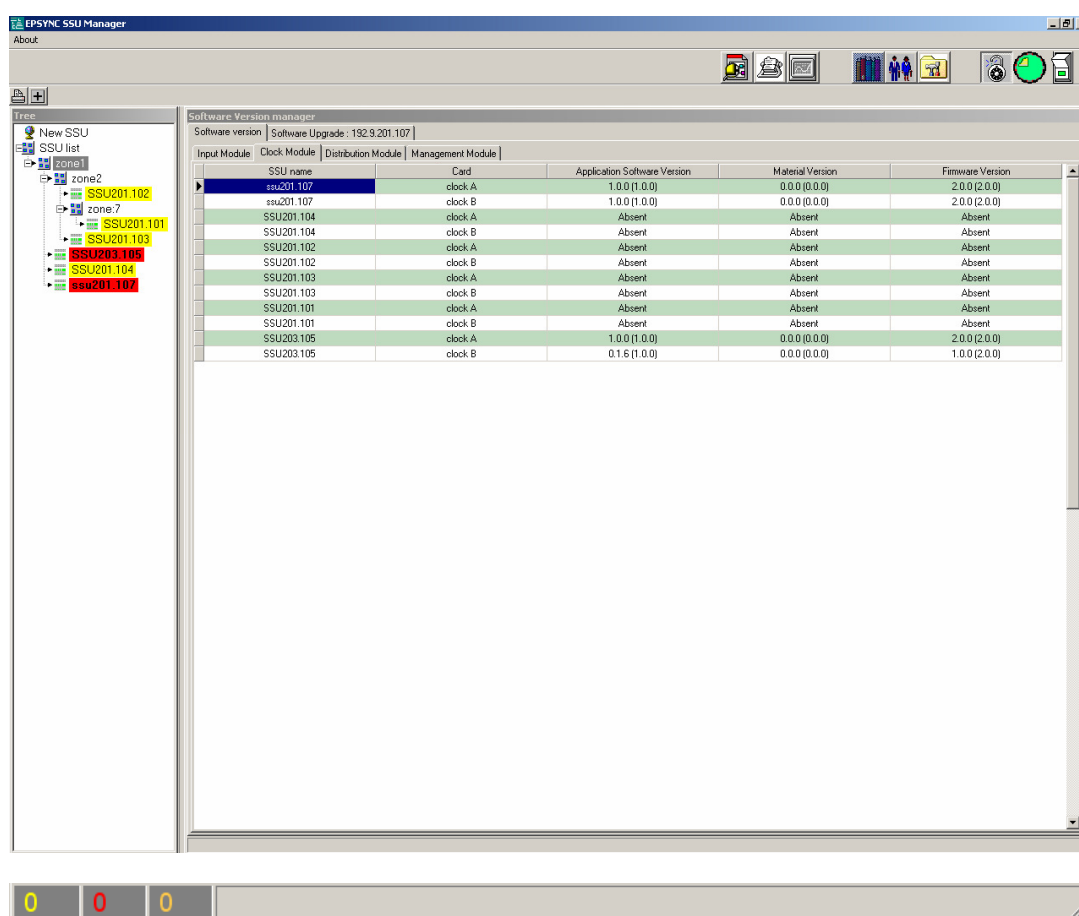 EPSYNC SSU Manager
About
Tree
New SSU
SSU list
zone1
zone2
SSU201.102
zone:7
SSU201.101
SSU201.103
SSU203.105
SSU201.104
ssu201.107
Software Version manager
Software version Software Upgrade : 192.9.201.107
Input Module Clock Module Distribution Module Management Module
SSU name Card Application Software Version Material Version Firmware Version
ssu201.107 clock A 1.0.0 (1.0.0) 0.0.0 (0.0.0) 2.0.0 (2.0.0)
ssu201.107 clock B 1.0.0 (1.0.0) 0.0.0 (0.0.0) 2.0.0 (2.0.0)
SSU201.104 clock A Absent Absent Absent
SSU201.104 clock B Absent Absent Absent
SSU201.102 clock A Absent Absent Absent
SSU201.102 clock B Absent Absent Absent
SSU201.103 clock A Absent Absent Absent
SSU201.103 clock B Absent Absent Absent
SSU201.101 clock A Absent Absent Absent
SSU201.101 clock B Absent Absent Absent
SSU203.105 clock A 1.0.0 (1.0.0) 0.0.0 (0.0.0) 2.0.0 (2.0.0)
SSU203.105 clock B 0.1.6 (1.0.0) 0.0.0 (0.0.0) 1.0.0 (2.0.0)
0 0 0